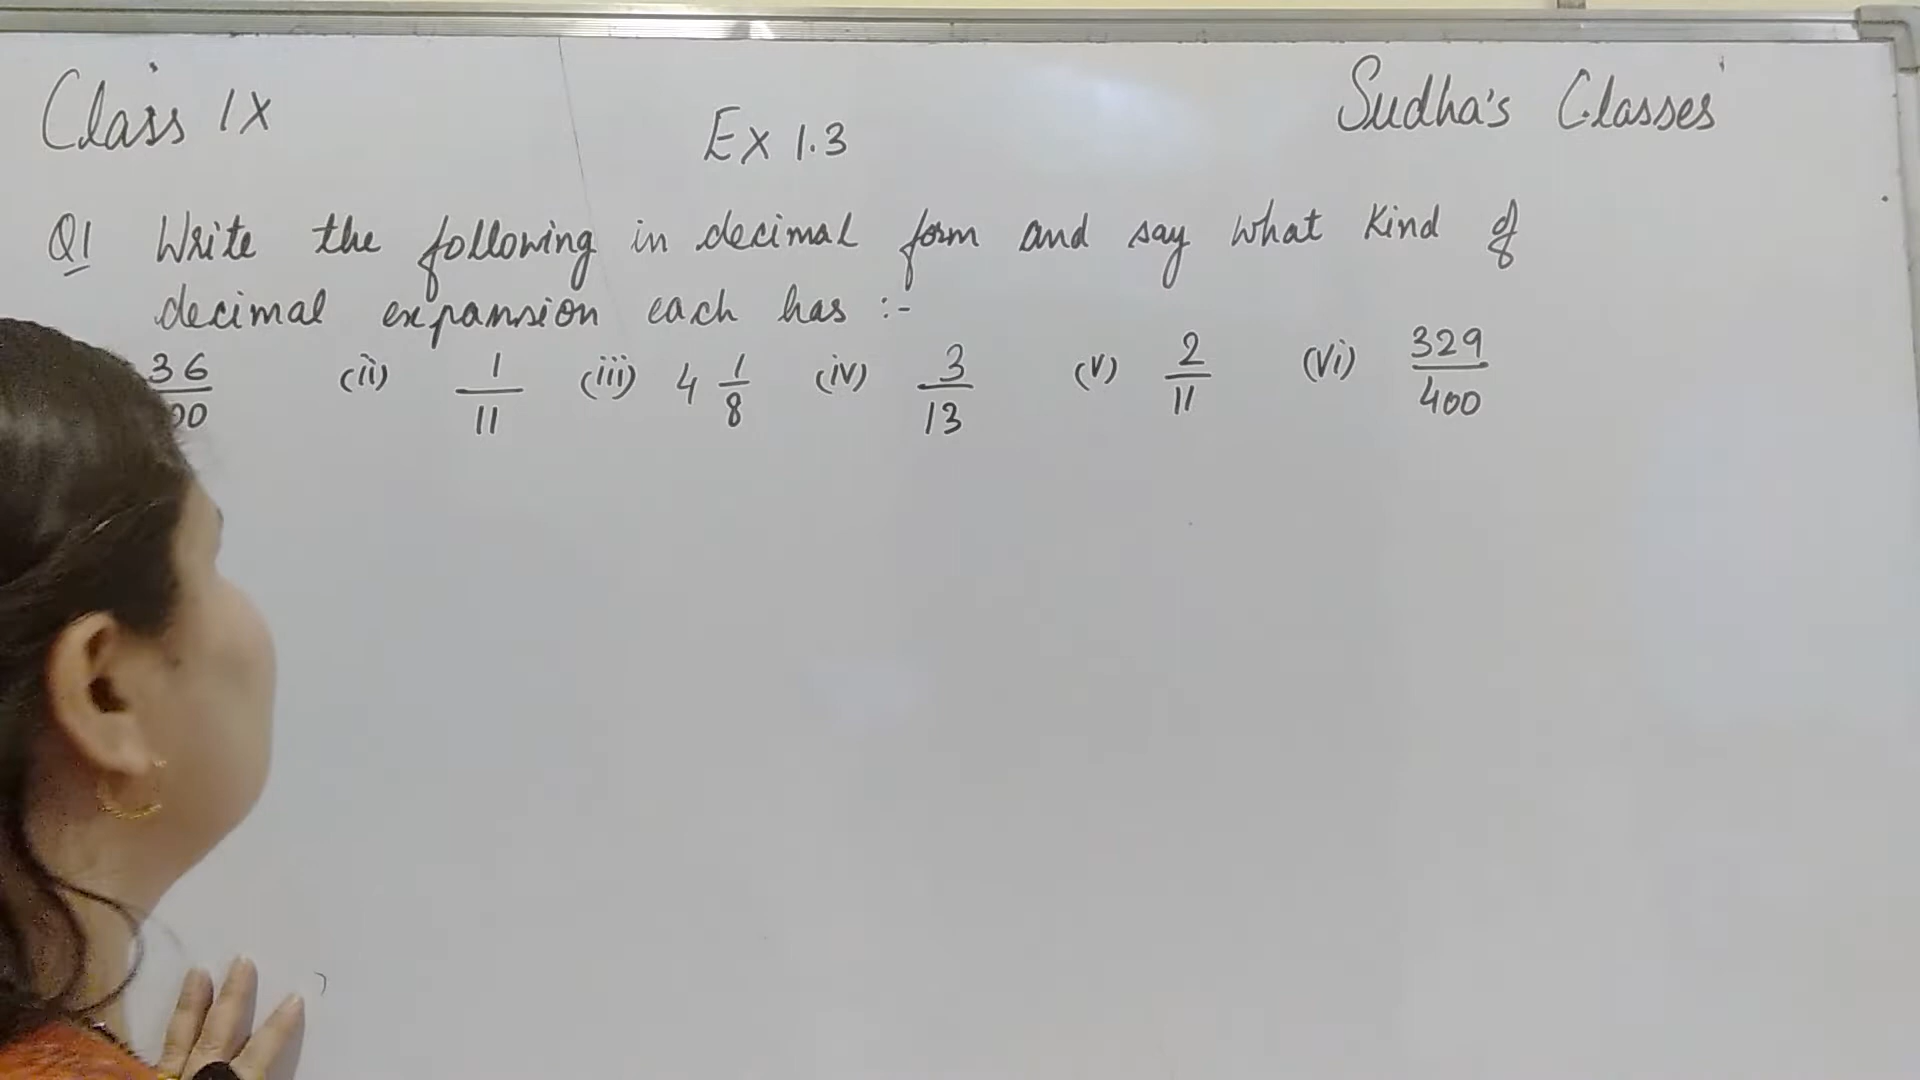 Class IX Sudha's Classes
Ex 1.3
Q1 Write the following in decimal form and say what kind of
decimal expansion each has :-
36/00 (ii) 1/11 (iii) 4 1/8 (iv) 3/13 (v) 2/11 (vi) 329/400